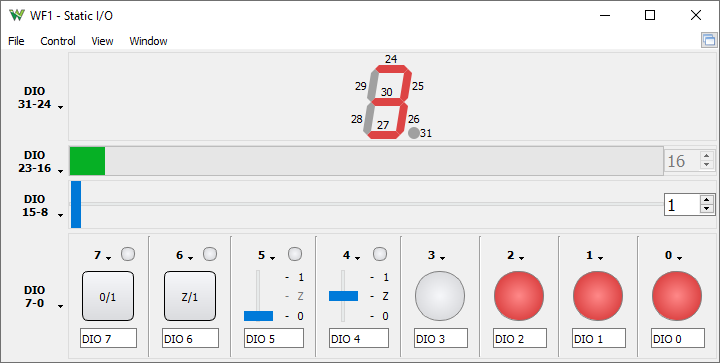 WF1 - Static I/O
File Control View Window
24
DIO 31-24
29 25
30
28 27 26
31
DIO 23-16
16
DIO 15-8
1
7 6 5 4 3 2 1 0
DIO 7-0
0/1 Z/1
- 1 - 1
- Z - Z
- 0 - 0
DIO 7 DIO 6 DIO 5 DIO 4 DIO 3 DIO 2 DIO 1 DIO 0